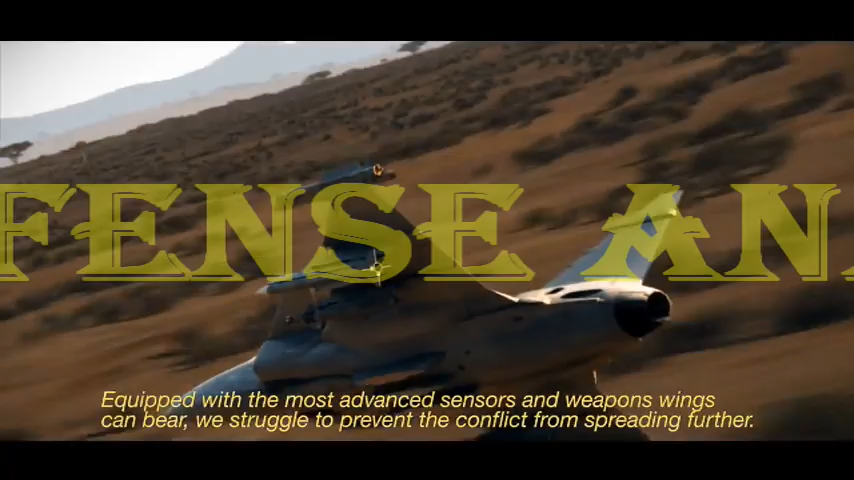 FENSE AN
Equipped with the most advanced sensors and weapons wings
can bear, we struggle to prevent the conflict from spreading further.